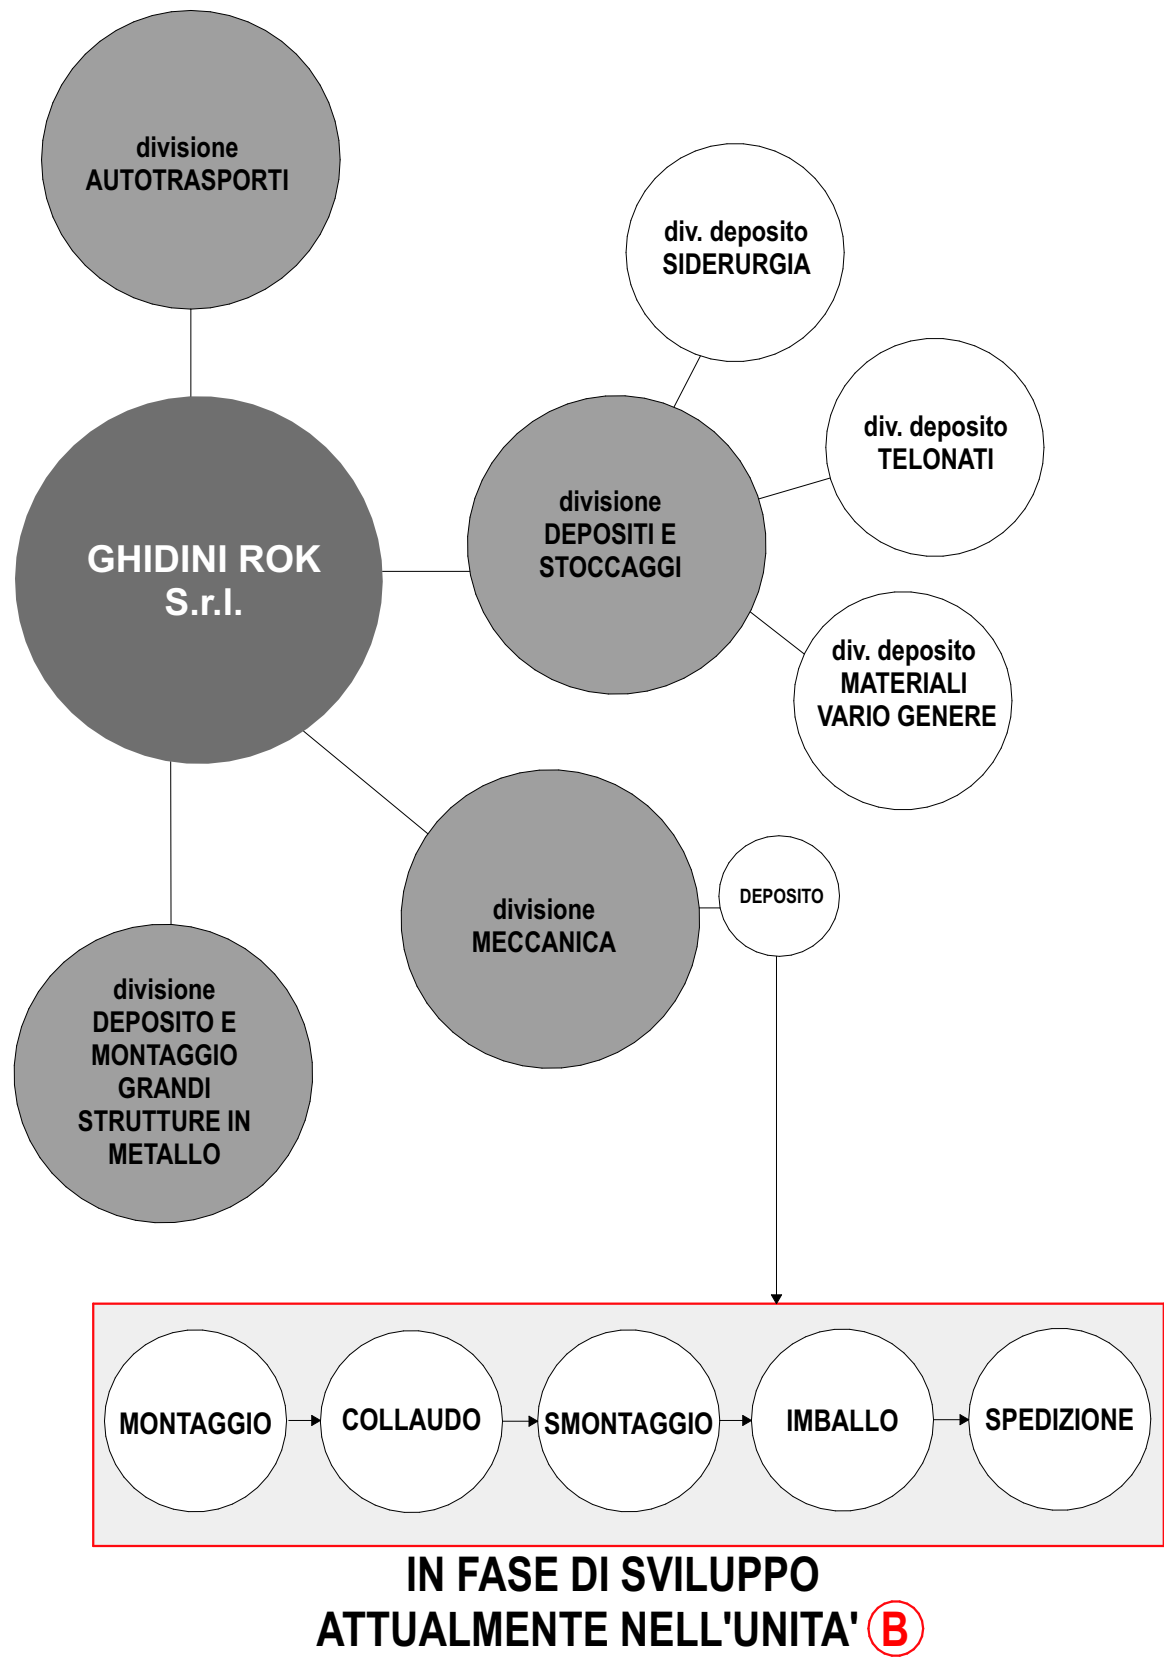 divisione
AUTOTRASPORTI
div. deposito
SIDERURGIA
div. deposito
TELONATI
divisione
DEPOSITI E
STOCCAGGI
GHIDINI ROK
S.r.l.
div. deposito
MATERIALI
VARIO GENERE
divisione
MECCANICA
DEPOSITO
divisione
DEPOSITO E
MONTAGGIO
GRANDI
STRUTTURE IN
METALLO
MONTAGGIO
COLLAUDO
SMONTAGGIO
IMBALLO
SPEDIZIONE
IN FASE DI SVILUPPO
ATTUALMENTE NELL'UNITA' B